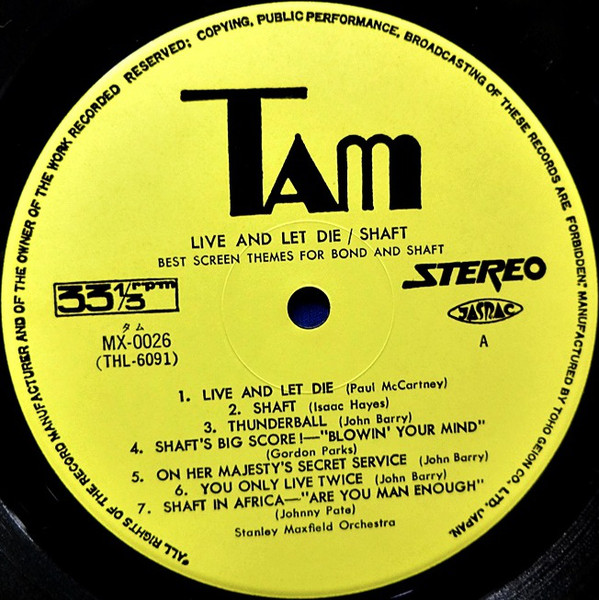 *ALL RIGHTS OF THE RECORD MANUFACTURER AND OF THE OWNER OF THE WORK RECORDED RESERVED; COPYING, PUBLIC PERFORMANCE, BROADCASTING OF THESE RECORDS ARE FORBIDDEN; MANUFACTURED BY TOHO GEION CO. LTD. JAPAN.
TAM
LIVE AND LET DIE / SHAFT
BEST SCREEN THEMES FOR BOND AND SHAFT
33 1/3 rpm
STEREO
タム
MX-0026
(THL-6091)
JASRAC
A
1. LIVE AND LET DIE (Paul McCartney)
2. SHAFT (Isaac Hayes)
3. THUNDERBALL (John Barry)
4. SHAFT'S BIG SCORE!—"BLOWIN' YOUR MIND"
(Gordon Parks)
5. ON HER MAJESTY'S SECRET SERVICE (John Barry)
6. YOU ONLY LIVE TWICE (John Barry)
7. SHAFT IN AFRICA—"ARE YOU MAN ENOUGH"
(Johnny Pate)
Stanley Maxfield Orchestra